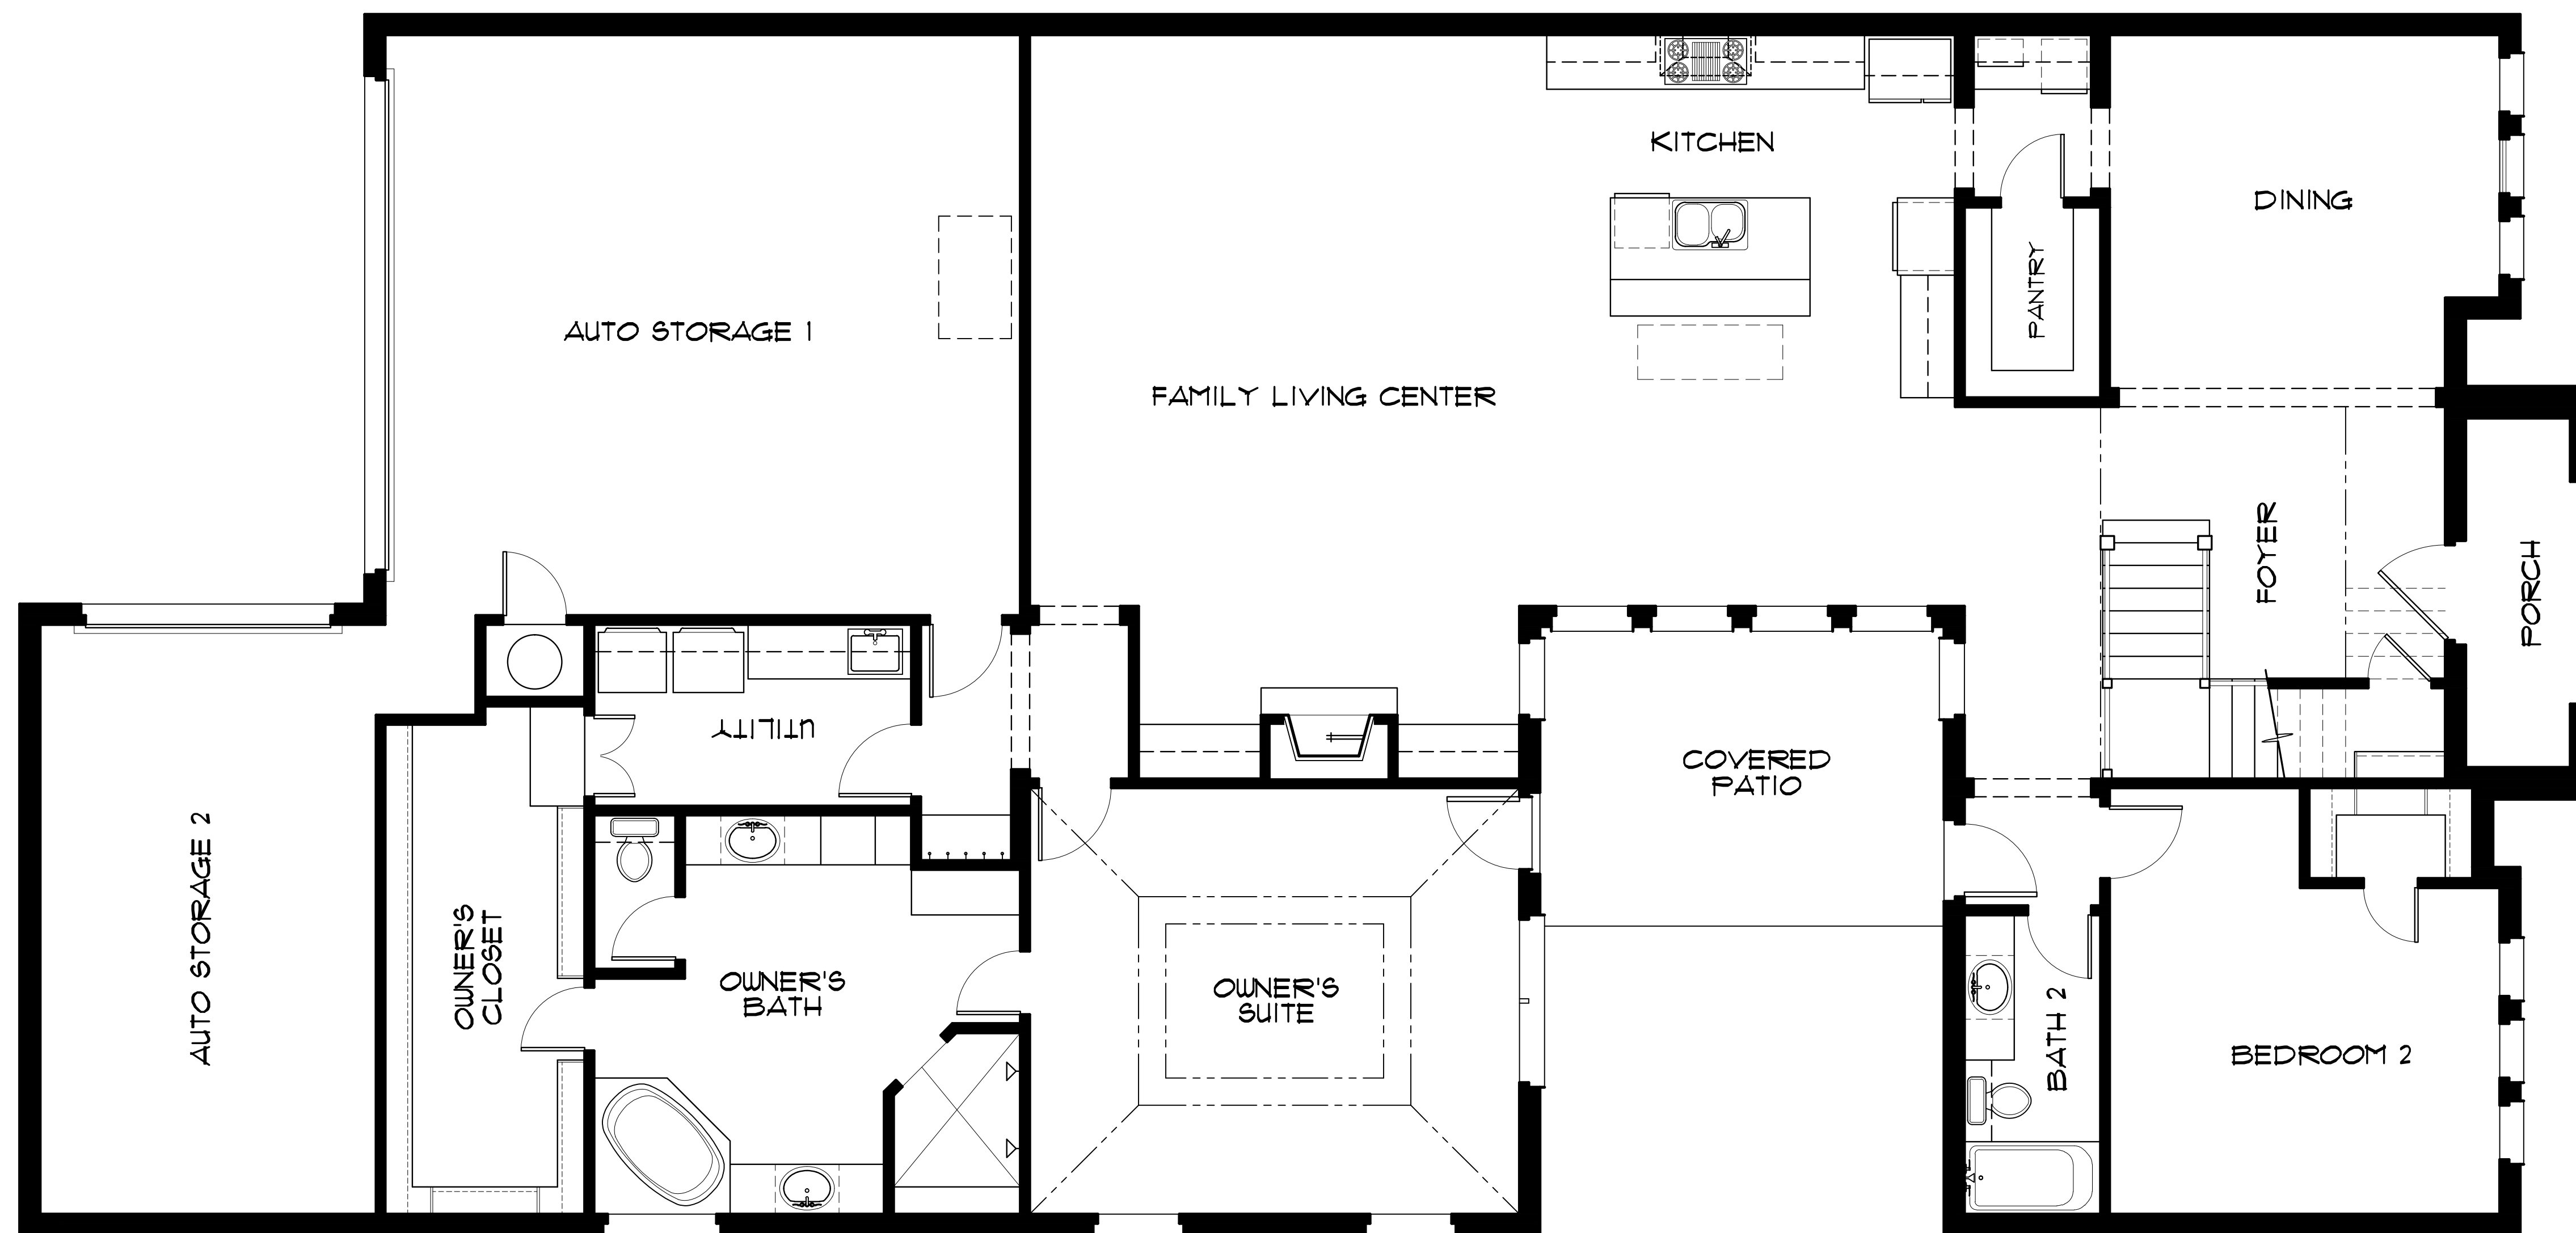 KITCHEN
DINING
PANTRY
AUTO STORAGE 1
FAMILY LIVING CENTER
FOYER
PORCH
UTILITY
COVERED
PATIO
AUTO STORAGE 2
OWNER'S
CLOSET
OWNER'S
BATH
OWNER'S
SUITE
BATH 2
BEDROOM 2